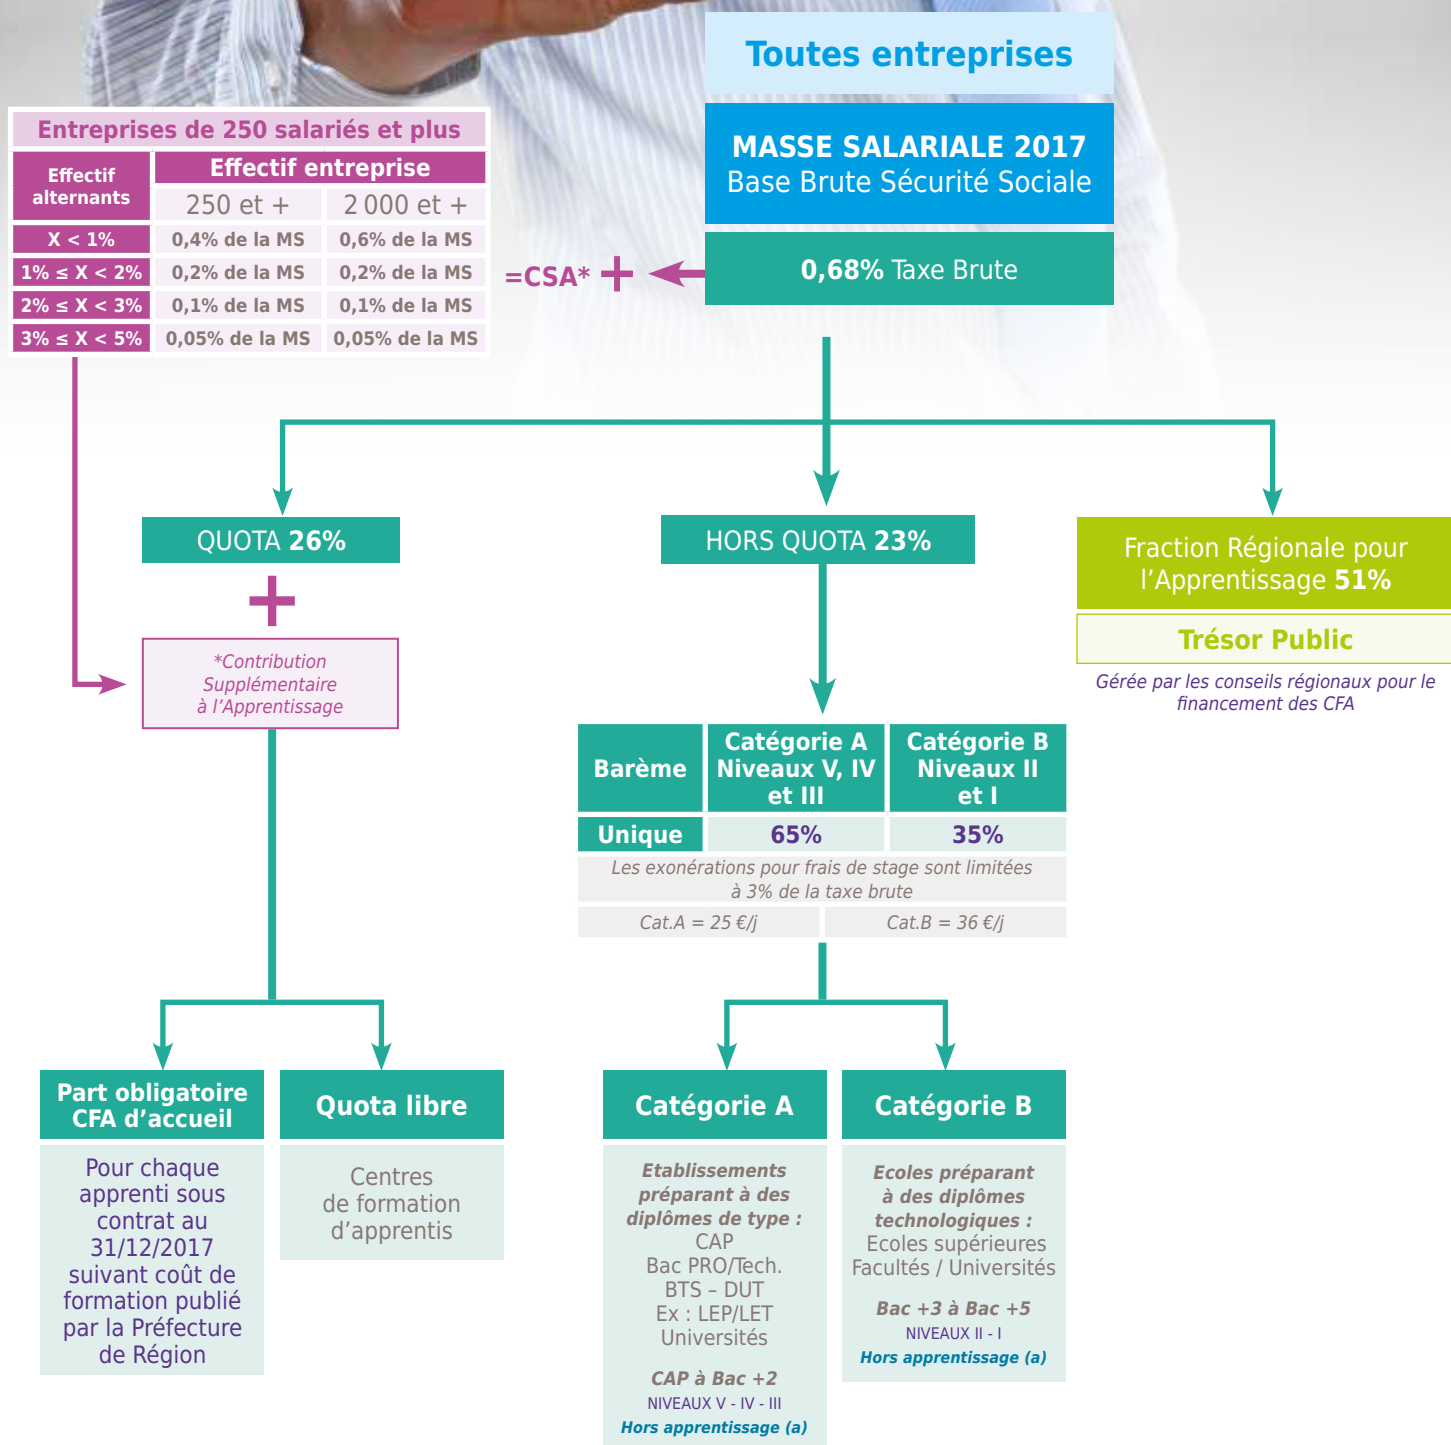 Toutes entreprises
MASSE SALARIALE 2017
Base Brute Sécurité Sociale
0,68% Taxe Brute
=CSA* +
Entreprises de 250 salariés et plus
Effectif
alternants
Effectif entreprise
250 et + 2 000 et +
X < 1% 0,4% de la MS 0,6% de la MS
1% ≤ X < 2% 0,2% de la MS 0,2% de la MS
2% ≤ X < 3% 0,1% de la MS 0,1% de la MS
3% ≤ X < 5% 0,05% de la MS 0,05% de la MS
QUOTA 26%
+
*Contribution
Supplémentaire
à l’Apprentissage
HORS QUOTA 23%
Fraction Régionale pour
l’Apprentissage 51%
Trésor Public
Gérée par les conseils régionaux pour le
financement des CFA
Barème
Catégorie A
Niveaux V, IV
et III
Catégorie B
Niveaux II
et I
Unique 65% 35%
Les exonérations pour frais de stage sont limitées
à 3% de la taxe brute
Cat.A = 25 €/j Cat.B = 36 €/j
Part obligatoire
CFA d’accueil
Pour chaque
apprenti sous
contrat au
31/12/2017
suivant coût de
formation publié
par la Préfecture
de Région
Quota libre
Centres
de formation
d’apprentis
Catégorie A
Etablissements
préparant à des
diplômes de type :
CAP
Bac PRO/Tech.
BTS – DUT
Ex : LEP/LET
Universités
CAP à Bac +2
NIVEAUX V - IV - III
Hors apprentissage (a)
Catégorie B
Ecoles préparant
à des diplômes
technologiques :
Ecoles supérieures
Facultés / Universités
Bac +3 à Bac +5
NIVEAUX II - I
Hors apprentissage (a)